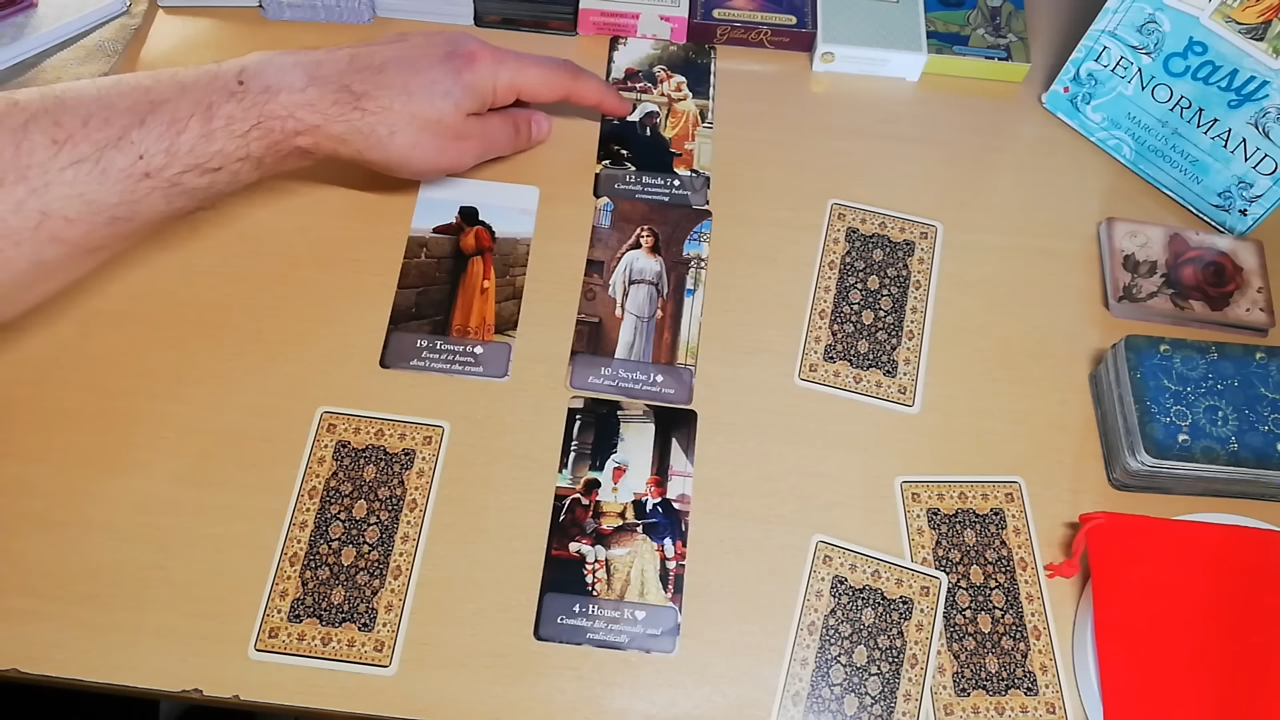 EXPANDED EDITION
Gilded Reverie
Easy
LENORMAND
MARCUS KATZ
AND TALI GOODWIN
12 - Birds 7♦
Carefully examine before
consenting
19 - Tower 6♠
Even if it hurts,
don't reject the truth
10 - Scythe J♦
End and revival await you
4 - House K♥
Consider life rationally and
realistically